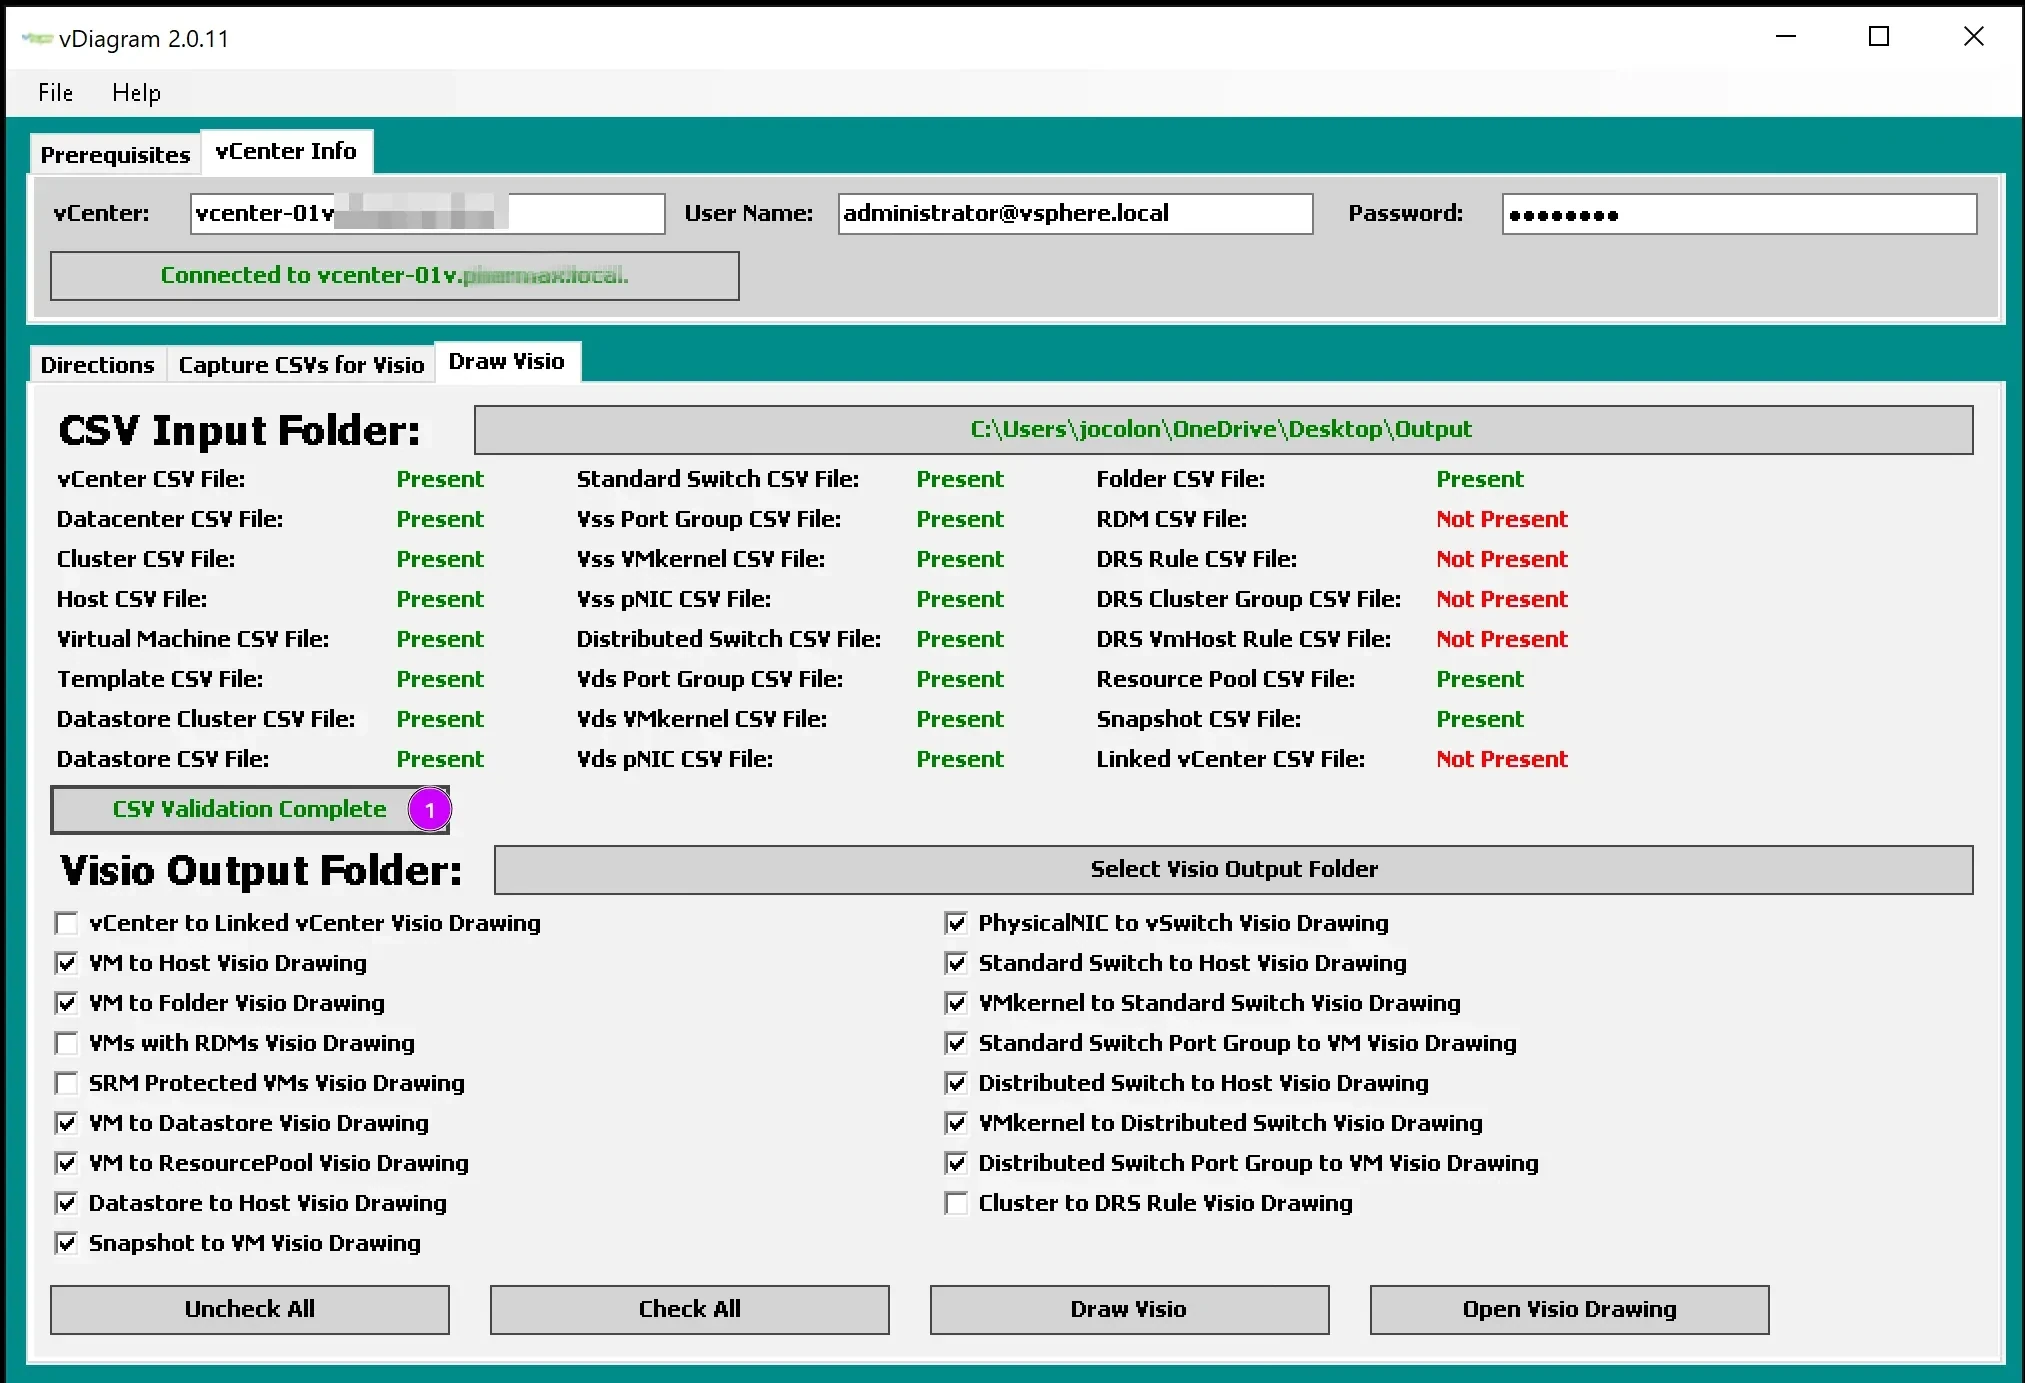 vDiagram 2.0.11
File Help
Prerequisites vCenter Info
vCenter: vcenter-01v User Name: administrator@vsphere.local Password: ●●●●●●●●
Connected to vcenter-01v.
Directions Capture CSVs for Visio Draw Visio
CSV Input Folder: C:\Users\jocolon\OneDrive\Desktop\Output
vCenter CSV File: Present Standard Switch CSV File: Present Folder CSV File: Present
Datacenter CSV File: Present Vss Port Group CSV File: Present RDM CSV File: Not Present
Cluster CSV File: Present Vss VMkernel CSV File: Present DRS Rule CSV File: Not Present
Host CSV File: Present Vss pNIC CSV File: Present DRS Cluster Group CSV File: Not Present
Virtual Machine CSV File: Present Distributed Switch CSV File: Present DRS VmHost Rule CSV File: Not Present
Template CSV File: Present Vds Port Group CSV File: Present Resource Pool CSV File: Present
Datastore Cluster CSV File: Present Vds VMkernel CSV File: Present Snapshot CSV File: Present
Datastore CSV File: Present Vds pNIC CSV File: Present Linked vCenter CSV File: Not Present
CSV Validation Complete 1
Visio Output Folder: Select Visio Output Folder
vCenter to Linked vCenter Visio Drawing PhysicalNIC to vSwitch Visio Drawing
VM to Host Visio Drawing Standard Switch to Host Visio Drawing
VM to Folder Visio Drawing VMkernel to Standard Switch Visio Drawing
VMs with RDMs Visio Drawing Standard Switch Port Group to VM Visio Drawing
SRM Protected VMs Visio Drawing Distributed Switch to Host Visio Drawing
VM to Datastore Visio Drawing VMkernel to Distributed Switch Visio Drawing
VM to ResourcePool Visio Drawing Distributed Switch Port Group to VM Visio Drawing
Datastore to Host Visio Drawing Cluster to DRS Rule Visio Drawing
Snapshot to VM Visio Drawing
Uncheck All Check All Draw Visio Open Visio Drawing